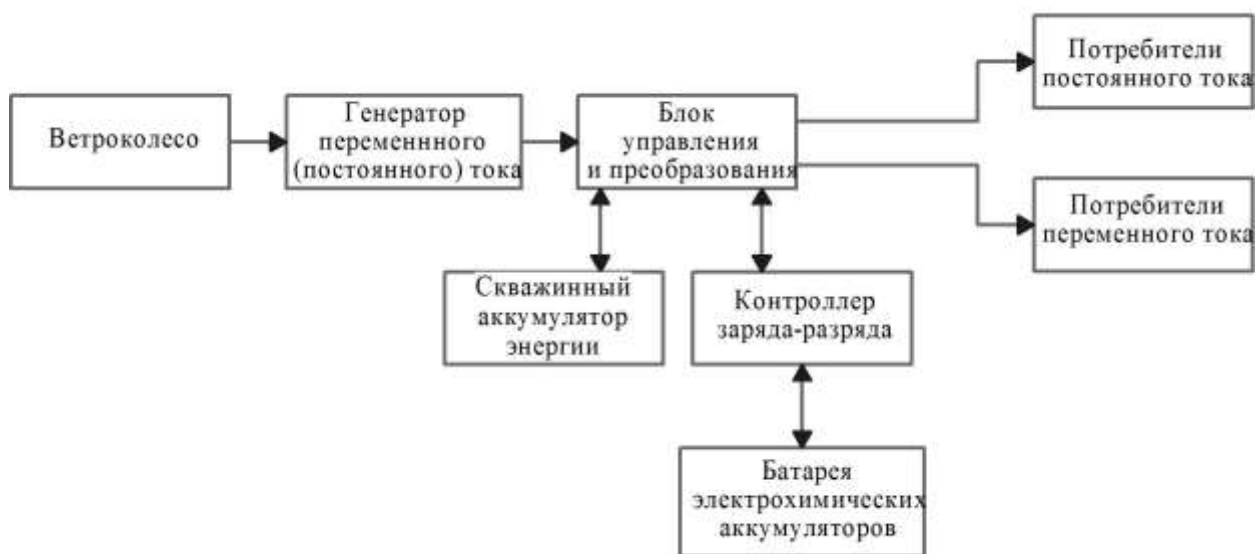 Потребители
постоянного тока
Ветроколесо
Генератор
переменнного
(постоянного) тока
Блок
управления
и преобразования
Потребители
переменного тока
Скважинный
аккумулятор
энергии
Контроллер
заряда-разряда
Батарея
электрохимических
аккумуляторов